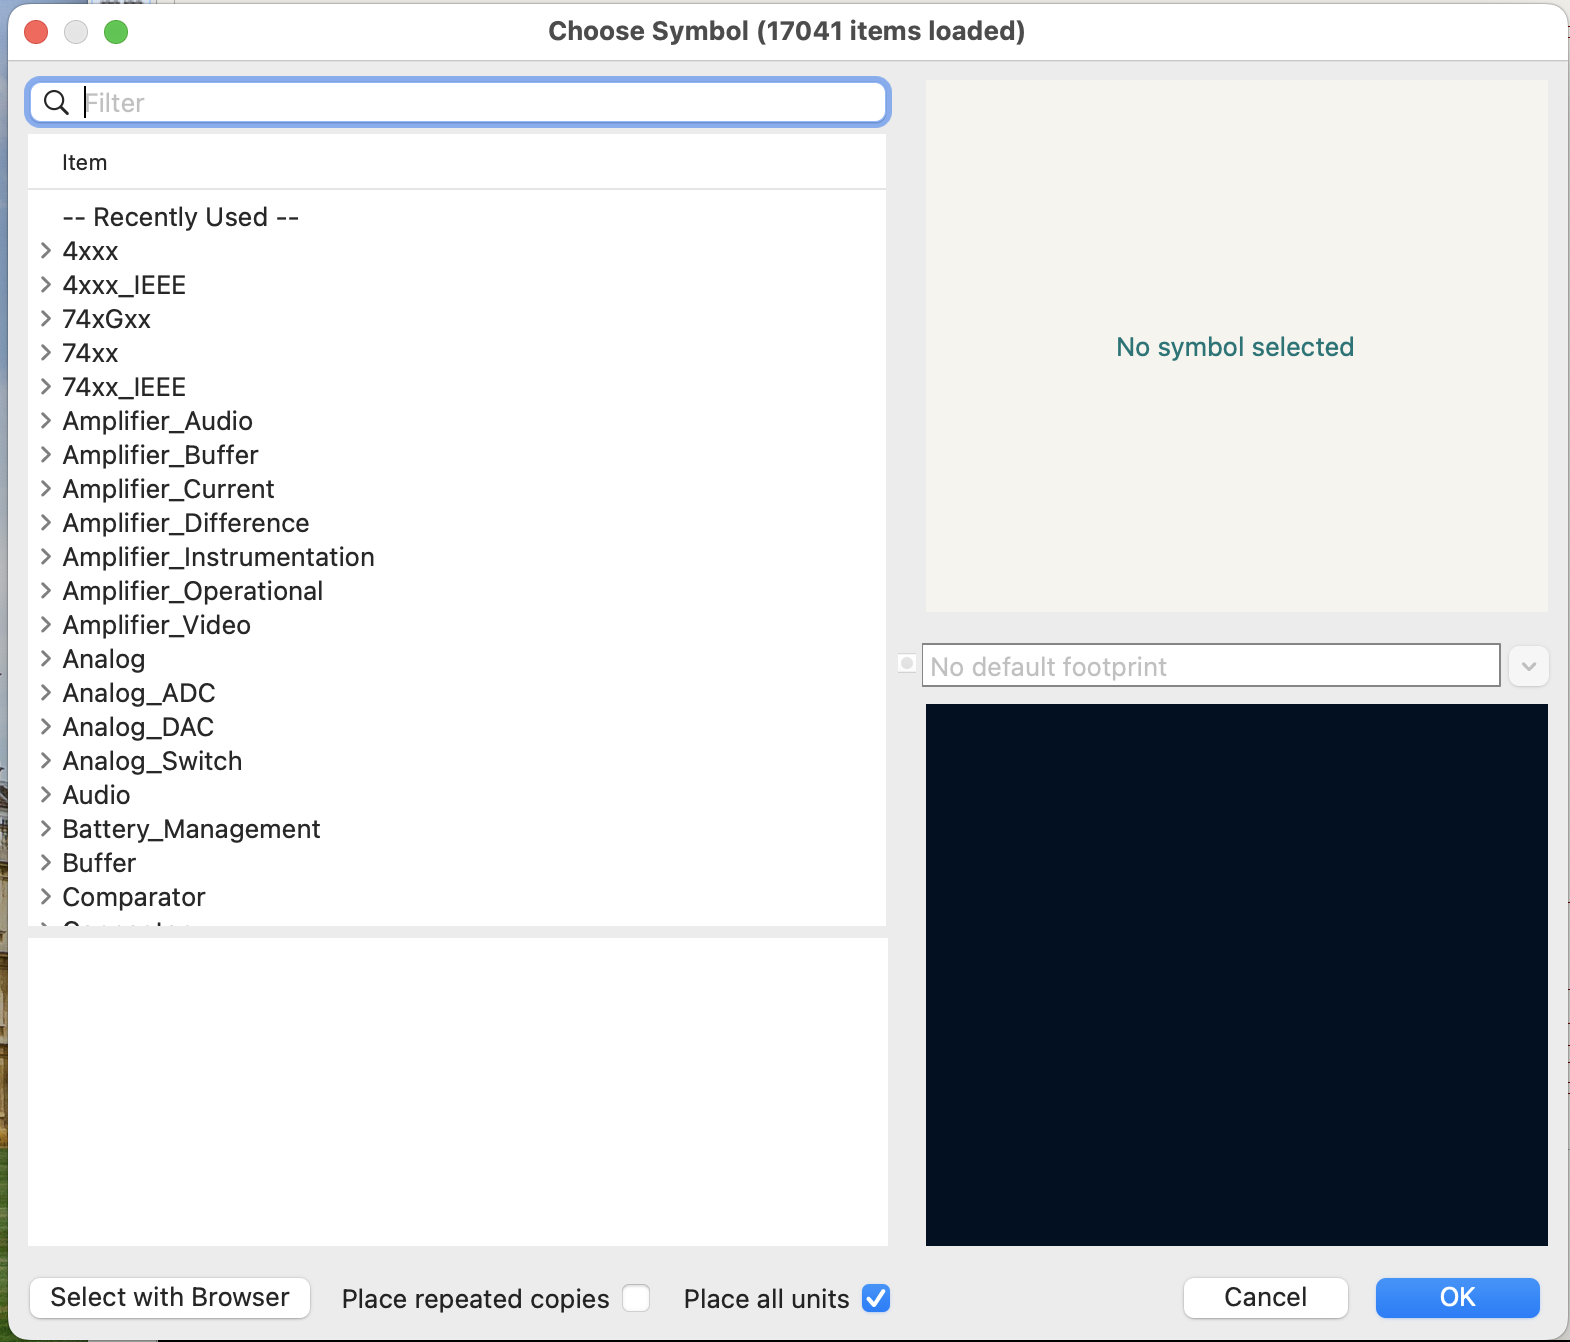 Choose Symbol (17041 items loaded)
Filter
Item
-- Recently Used --
4xxx
4xxx_IEEE
74xGxx
74xx
74xx_IEEE
Amplifier_Audio
Amplifier_Buffer
Amplifier_Current
Amplifier_Difference
Amplifier_Instrumentation
Amplifier_Operational
Amplifier_Video
Analog
Analog_ADC
Analog_DAC
Analog_Switch
Audio
Battery_Management
Buffer
Comparator
No symbol selected
No default footprint
Select with Browser
Place repeated copies
Place all units
Cancel
OK